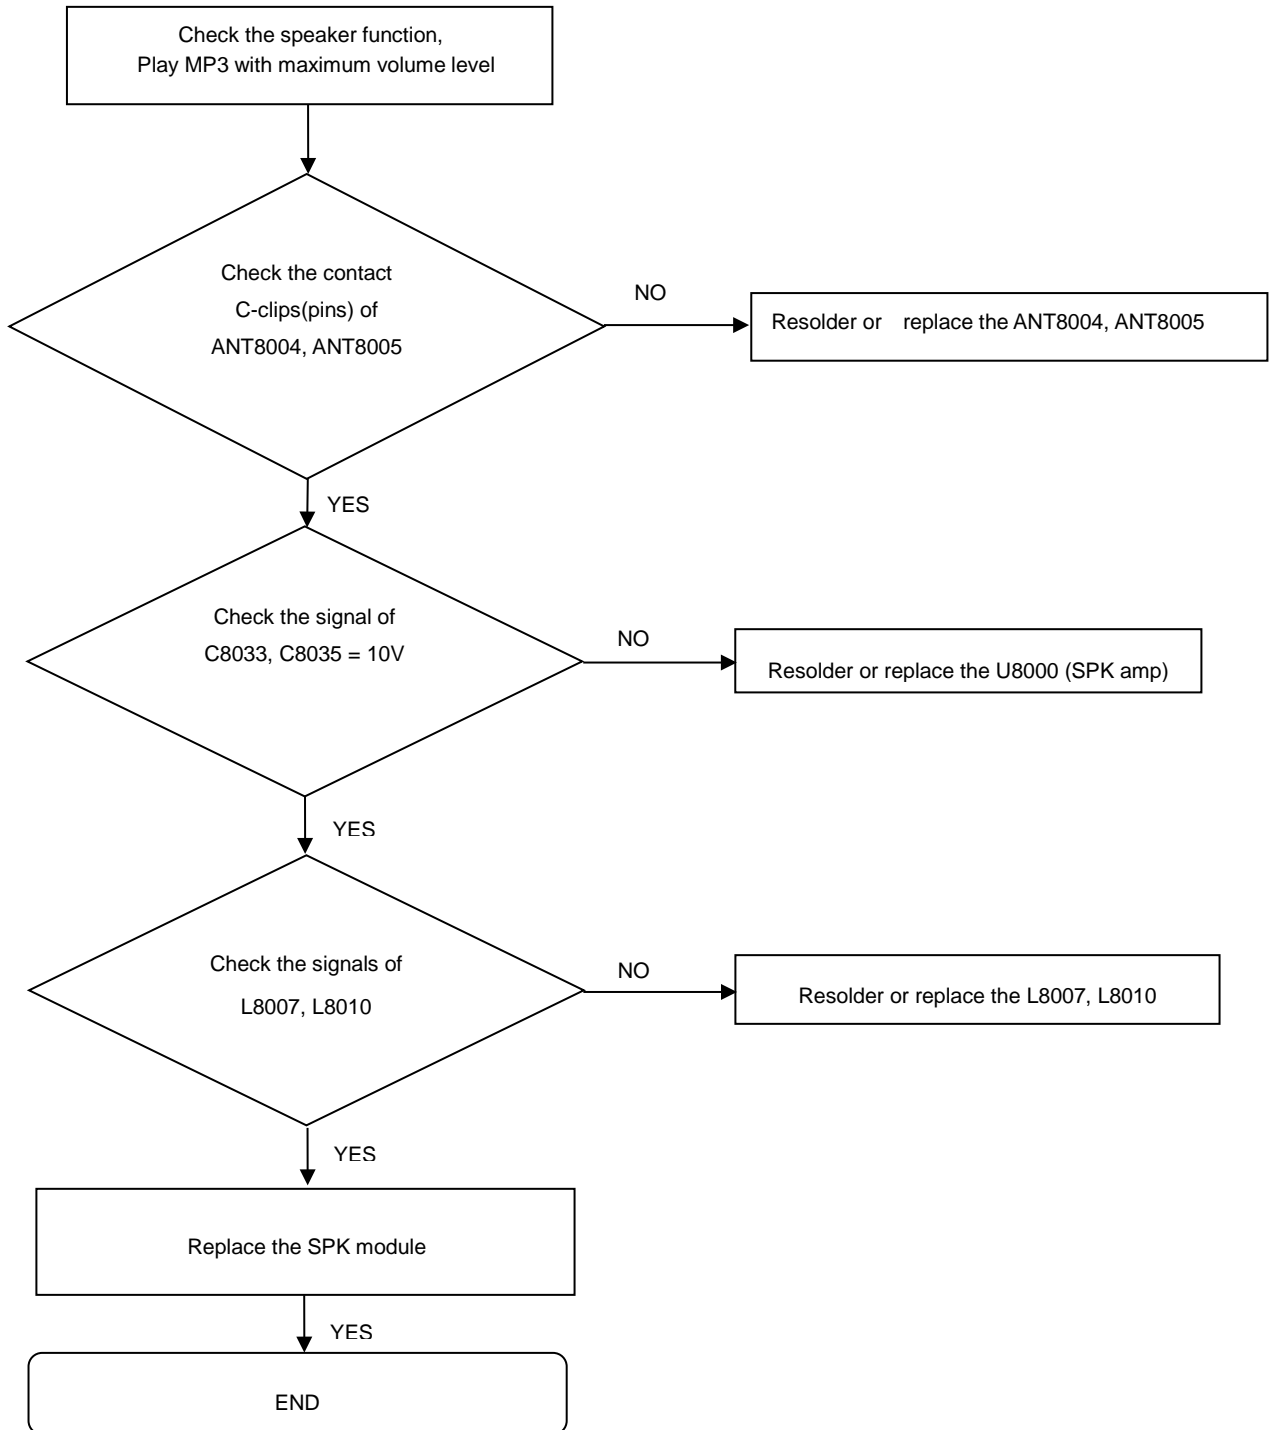 Check the speaker function,
Play MP3 with maximum volume level
Check the contact
C-clips(pins) of
ANT8004, ANT8005
NO
Resolder or replace the ANT8004, ANT8005
YES
Check the signal of
C8033, C8035 = 10V
NO
Resolder or replace the U8000 (SPK amp)
YES
Check the signals of
L8007, L8010
NO
Resolder or replace the L8007, L8010
YES
Replace the SPK module
YES
END